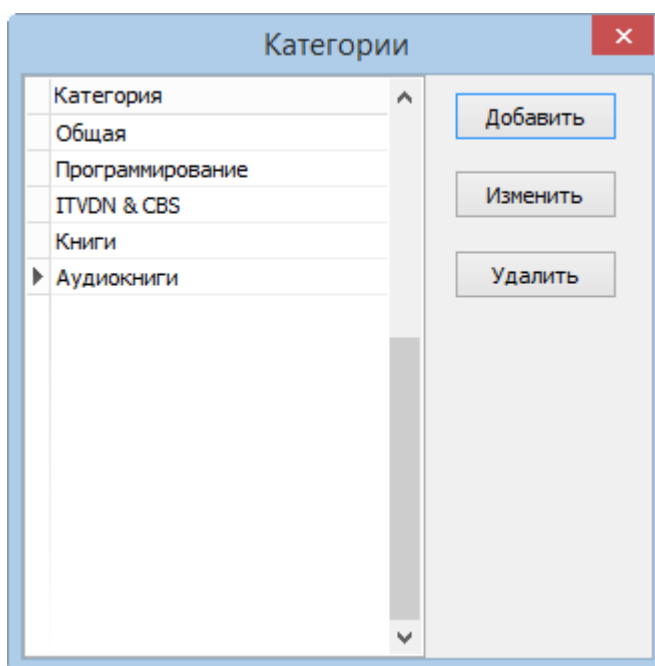 Категории
Категория
Общая
Программирование
ITVDN & CBS
Книги
Аудиокниги
Добавить
Изменить
Удалить